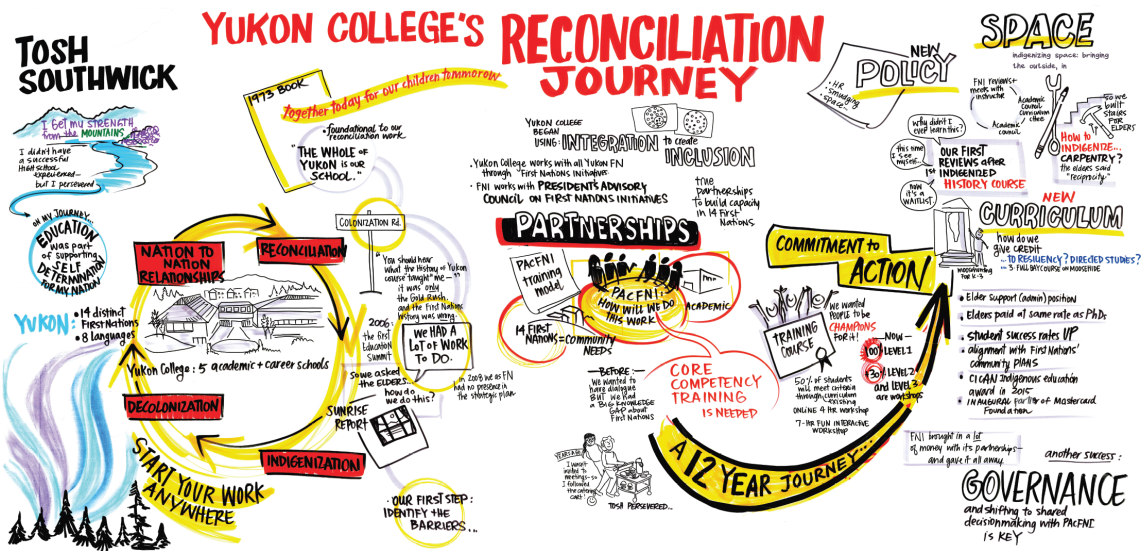 YUKON COLLEGE'S RECONCILIATION
JOURNEY
TOSH
SOUTHWICK
I get my STRENGTH
from the MOUNTAINS
I didn't have
a successful
High school
experience—
but I persevered
ON MY JOURNEY
EDUCATION
was part
of supporting
SELF
DETERMINATION
FOR MY NATION
YUKON:
• 14 distinct
First Nations
• 8 languages
NATION TO
NATION
RELATIONSHIPS
RECONCILIATION
Yukon College: 5 academic + career schools
DECOLONIZATION
INDIGENIZATION
START YOUR WORK
ANYWHERE
1973 BOOK
Together today for our children tommorow
foundational to our
reconciliation work.
"THE WHOLE OF
YUKON IS OUR
SCHOOL."
COLONIZATION Rd.
"You should hear
what the History of Yukon
course taught me —"
it was only
the Gold Rush,
and the First Nations
history was wrong.
2006:
the first
Education
Summit
WE HAD A
LOT OF WORK
TO DO.
so we asked
the ELDERS...
how do
we do this?
in 2008 we as FN
had no presence in
the strategic plan
SUNRISE
REPORT
• OUR FIRST STEP:
IDENTIFY THE
BARRIERS...
YUKON COLLEGE
BEGAN
USING: INTEGRATION to create
INCLUSION
• Yukon College works with all Yukon FN
through First Nations Initiatives
• FNI works with PRESIDENT'S ADVISORY
COUNCIL ON FIRST NATIONS INITIATIVES
true
partnerships
to build capacity
in 14 First
Nations
PARTNERSHIPS
PACFNI
training
model
PACFNI:
HOW WILL WE DO
THIS WORK
ACADEMIC
14 FIRST
NATIONS = COMMUNITY
NEEDS
— BEFORE: —
We wanted to
have dialogue
BUT we had
a BIG KNOWLEDGE
GAP about
First Nations
CORE
COMPETENCY
TRAINING
IS NEEDED
YEARS AGO
I wasn't
invited to
meetings - so
I followed
the catering
cart!
TOSH PERSEVERED...
A 12 YEAR JOURNEY...
COMMITMENT to
ACTION
TRAINING
COURSE
We wanted
PEOPLE to be
CHAMPIONS
FOR it!
— NOW —
LEVEL 1
LEVEL 2
and LEVEL 3
are workshops
50% of students
will meet criteria
through curriculum
existing
ONLINE 4 HR workshop
7-HR FUN INTERACTIVE
WORKSHOP
NEW
POLICY
• HR
• smudging
• space...
SPACE
indigenizing space: bringing
the outside, in
FNI reviews +
meets with
instructor
Academic
Council
curriculum
cttee
Academic
council
so we
built
stairs
FOR
ELDERS
HOW to
INDIGENIZE...
CARPENTRY?
the elders said
"reciprocity"
why didn't I
ever learn this?
this time
I see
myself...
now
it's a
WAITLIST
OUR FIRST
REVIEWS after
1st INDIGENIZED
HISTORY COURSE
NEW
CURRICULUM
how do we
give CREDIT
...TO RESILIENCY? DIRECTED STUDIES?
•• 3 FULL DAY COURSE on MOOSEHIDE
moosehiding
FOR K-12
• Elder Support (admin) position
• Elders paid at same rate as PhDs
• student success rates UP
• alignment with First Nations'
community PLANS
• CICAN Indigenous education
award in 2015
• INAUGURAL partner of Mastercard
Foundation
FNI brought in a lot
of money with its partnerships—
and gave it all away.
another success:
GOVERNANCE
and shifting to shared
decisionmaking with PACFNI
IS KEY